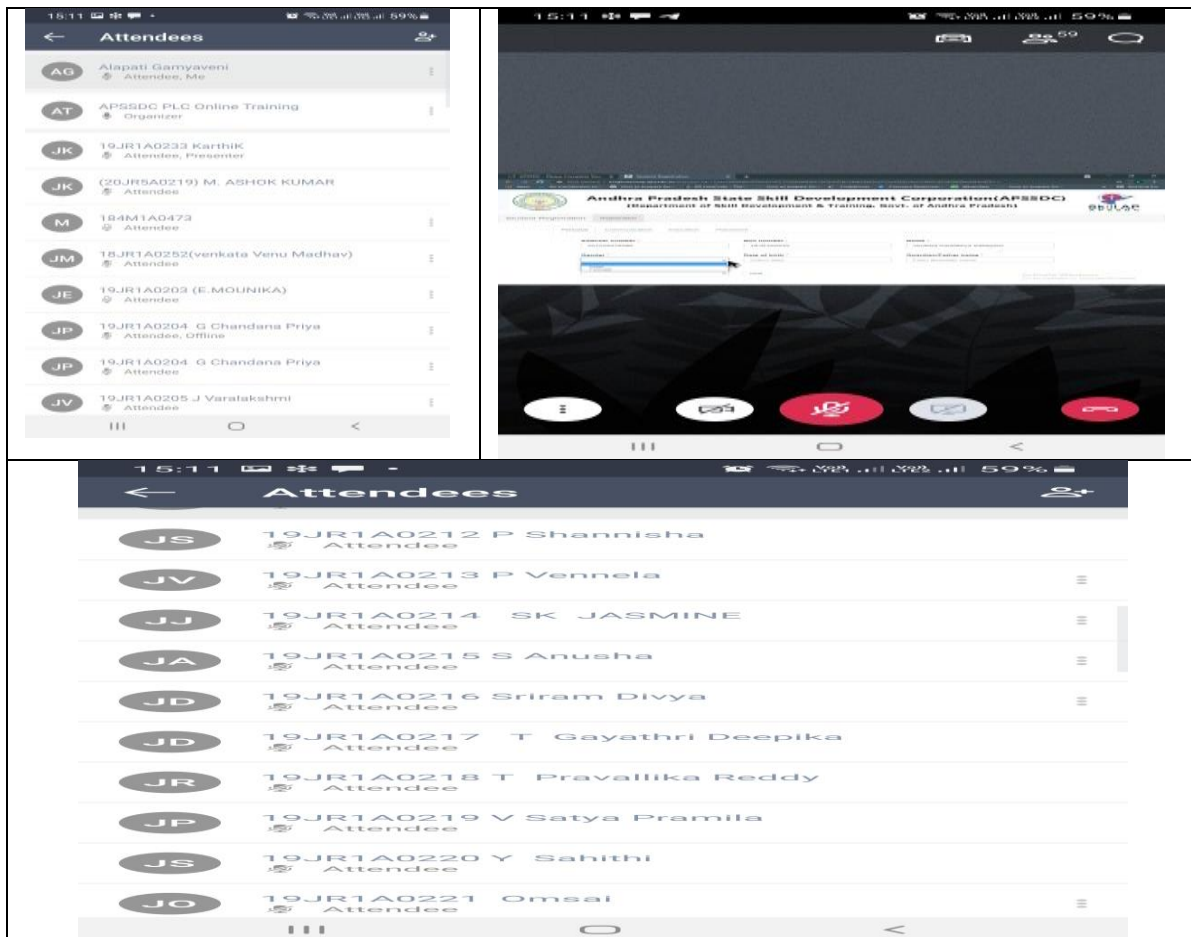 15:11
59%
Attendees
AG
Alapati Gamyaveni
Attendee, Me
AT
APSSDC PLC Online Training
Organizer
JK
19JR1A0233 KarthiK
Attendee, Presenter
JK
(20JR5A0219) M. ASHOK KUMAR
Attendee
M
184M1A0473
Attendee
JM
18JR1A0252(venkata Venu Madhav)
Attendee
JE
19JR1A0203 (E.MOUNIKA)
Attendee
JP
19JR1A0204 G Chandana Priya
Attendee, Offline
JP
19JR1A0204 G Chandana Priya
Attendee
JV
19JR1A0205 J Varalakshmi
Attendee
15:11
59%
59
Andhra Pradesh State Skill Development Corporation(APSSDC)
(Department of Skill Development & Training, Govt. of Andhra Pradesh)
Student Registration
Gender
Date of birth
15:11
59%
Attendees
JS
19JR1A0212 P Shannisha
Attendee
JV
19JR1A0213 P Vennela
Attendee
JJ
19JR1A0214 SK JASMINE
Attendee
JA
19JR1A0215 S Anusha
Attendee
JD
19JR1A0216 Sriram Divya
Attendee
JD
19JR1A0217 T Gayathri Deepika
Attendee
JR
19JR1A0218 T Pravallika Reddy
Attendee
JP
19JR1A0219 V Satya Pramila
Attendee
JS
19JR1A0220 Y Sahithi
Attendee
JO
19JR1A0221 Omsai
Attendee